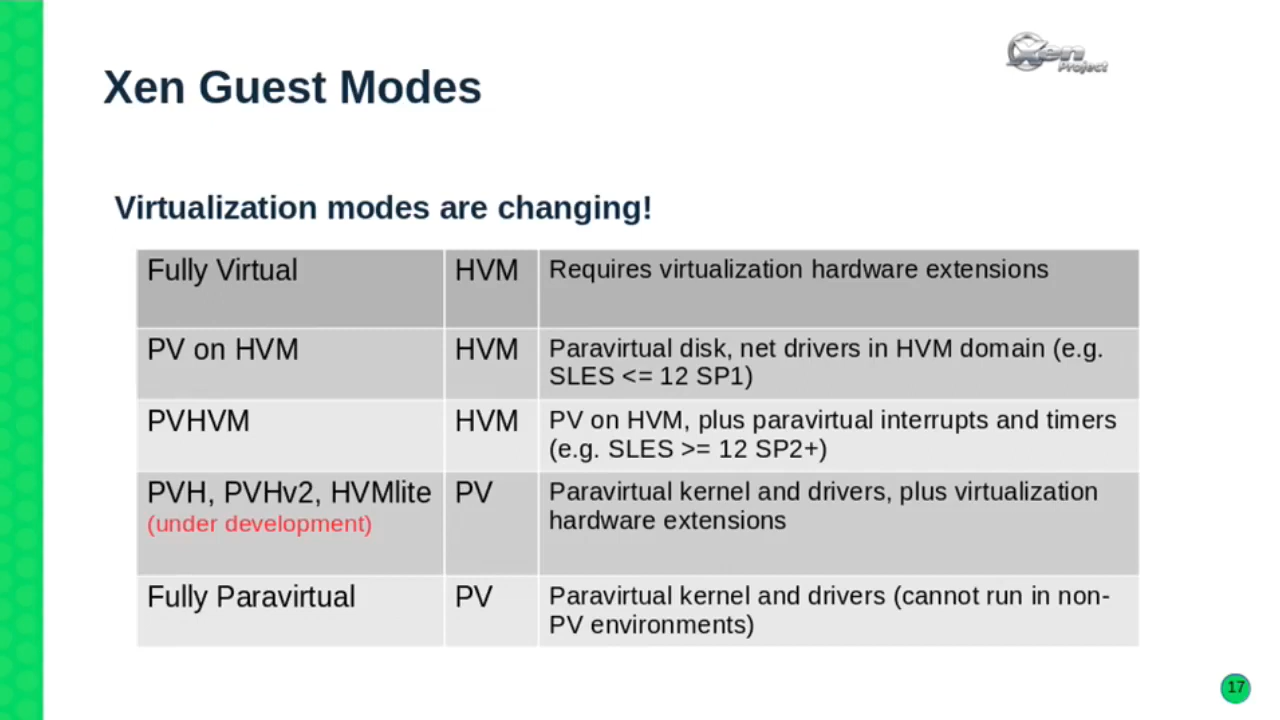 Xen Project
Xen Guest Modes
Virtualization modes are changing!
Fully Virtual
HVM
Requires virtualization hardware extensions
PV on HVM
HVM
Paravirtual disk, net drivers in HVM domain (e.g.
SLES <= 12 SP1)
PVHVM
HVM
PV on HVM, plus paravirtual interrupts and timers
(e.g. SLES >= 12 SP2+)
PVH, PVHv2, HVMlite
(under development)
PV
Paravirtual kernel and drivers, plus virtualization
hardware extensions
Fully Paravirtual
PV
Paravirtual kernel and drivers (cannot run in non-
PV environments)
17